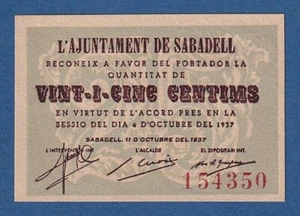 L'AJUNTAMENT DE SABADELL
RECONEIX A FAVOR DEL PORTADOR LA
QUANTITAT DE
VINT-I-CINC CENTIMS
EN VIRTUT DE L'ACORD PRES EN LA
SESSIO DEL DIA 6 D'OCTUBRE DEL 1937
SABADELL, 11 D'OCTUBRE DEL 1937
L'INTERVENTOR INT. L'ALCALDE EL DIPOSITARI INT.
154350